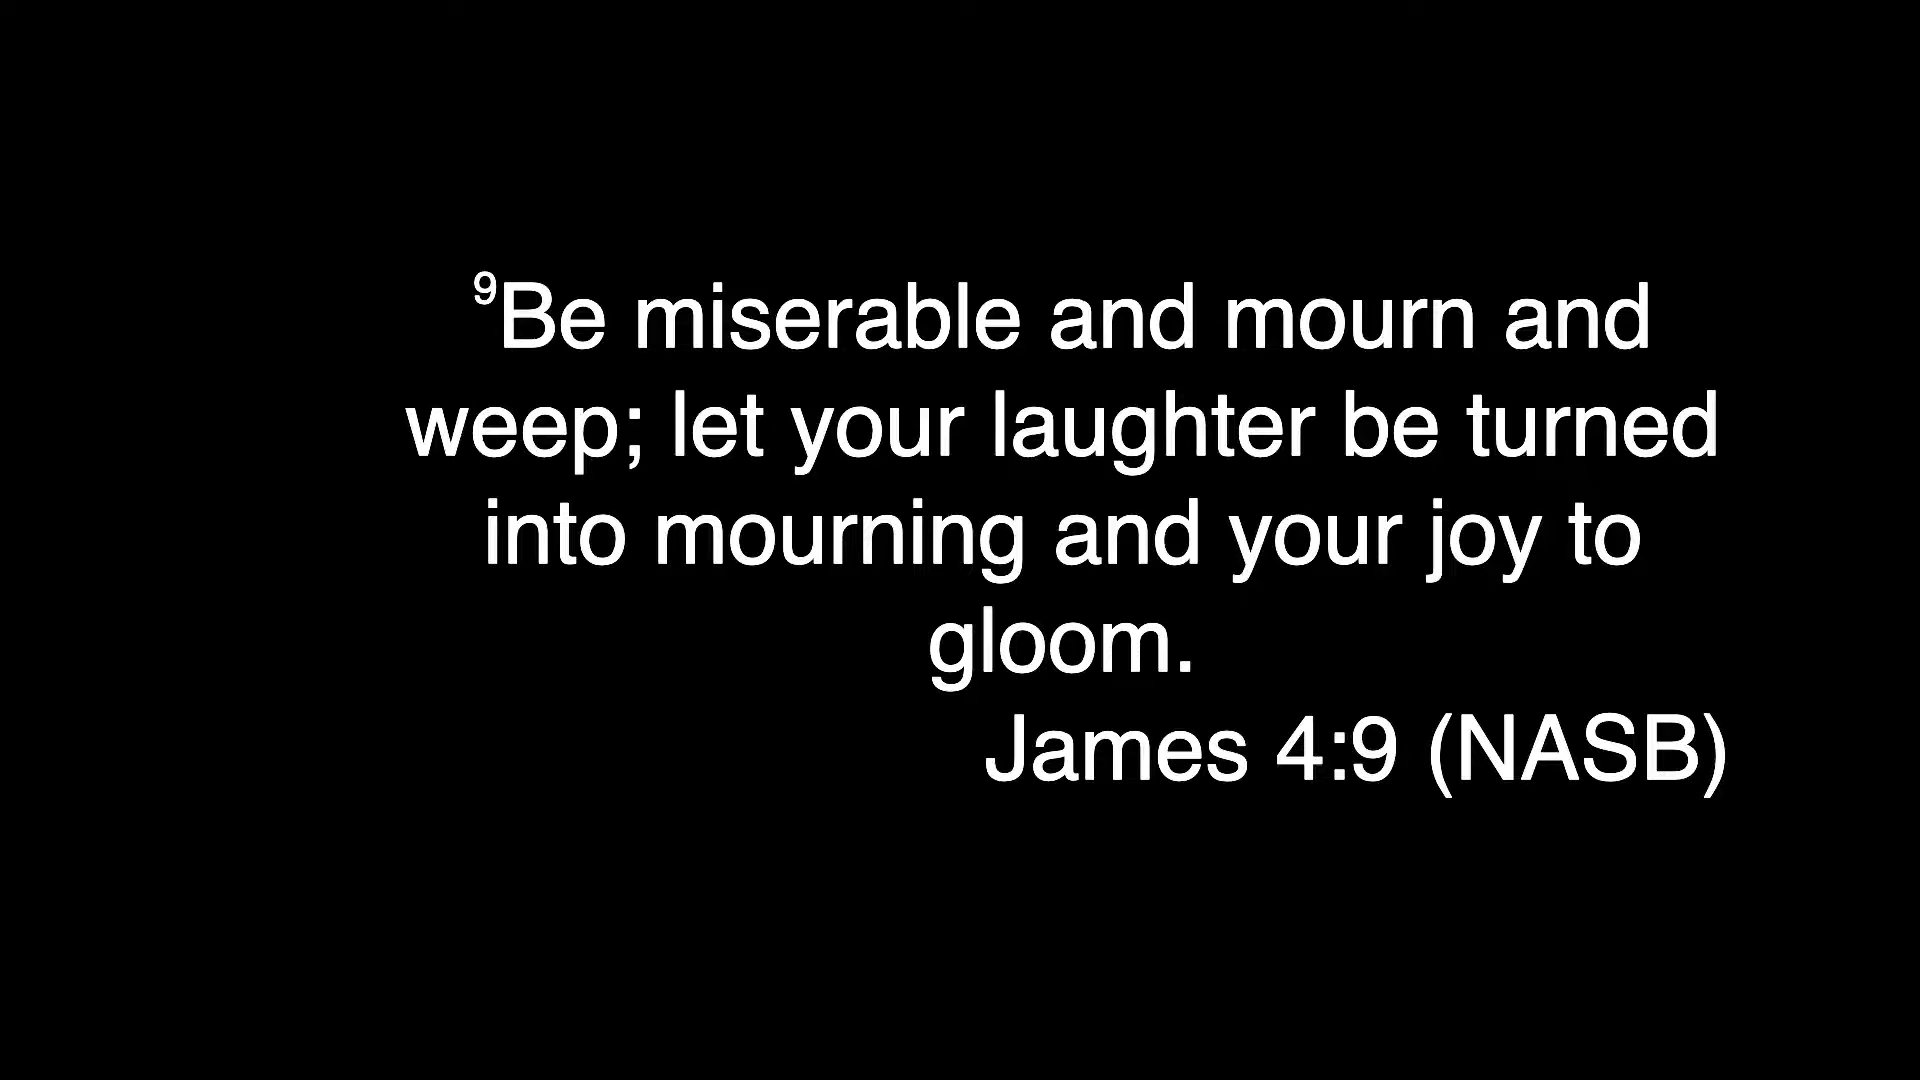 ⁹Be miserable and mourn and
weep; let your laughter be turned
into mourning and your joy to
gloom.
James 4:9 (NASB)